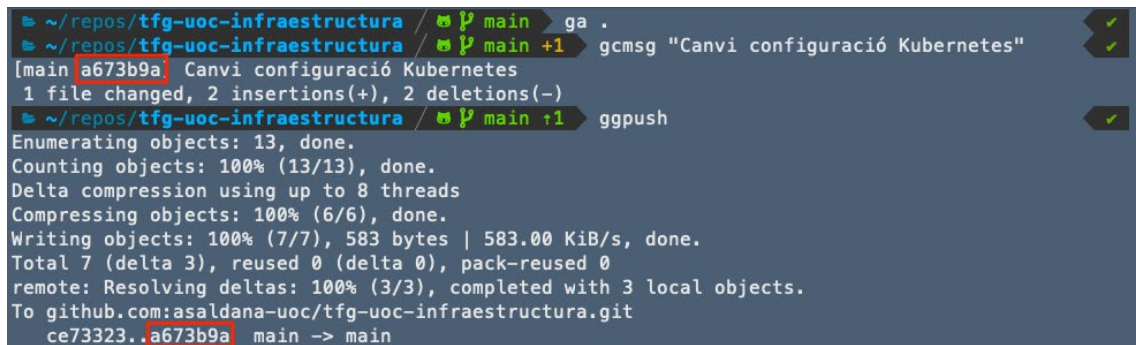 ~/repos/tfg-uoc-infraestructura main ga . ✔
~/repos/tfg-uoc-infraestructura main +1 gcmsg "Canvi configuració Kubernetes" ✔
[main a673b9a] Canvi configuració Kubernetes
1 file changed, 2 insertions(+), 2 deletions(-)
~/repos/tfg-uoc-infraestructura main ↑1 ggpush ✔
Enumerating objects: 13, done.
Counting objects: 100% (13/13), done.
Delta compression using up to 8 threads
Compressing objects: 100% (6/6), done.
Writing objects: 100% (7/7), 583 bytes | 583.00 KiB/s, done.
Total 7 (delta 3), reused 0 (delta 0), pack-reused 0
remote: Resolving deltas: 100% (3/3), completed with 3 local objects.
To github.com:asaldana-uoc/tfg-uoc-infraestructura.git
ce73323..a673b9a main -> main